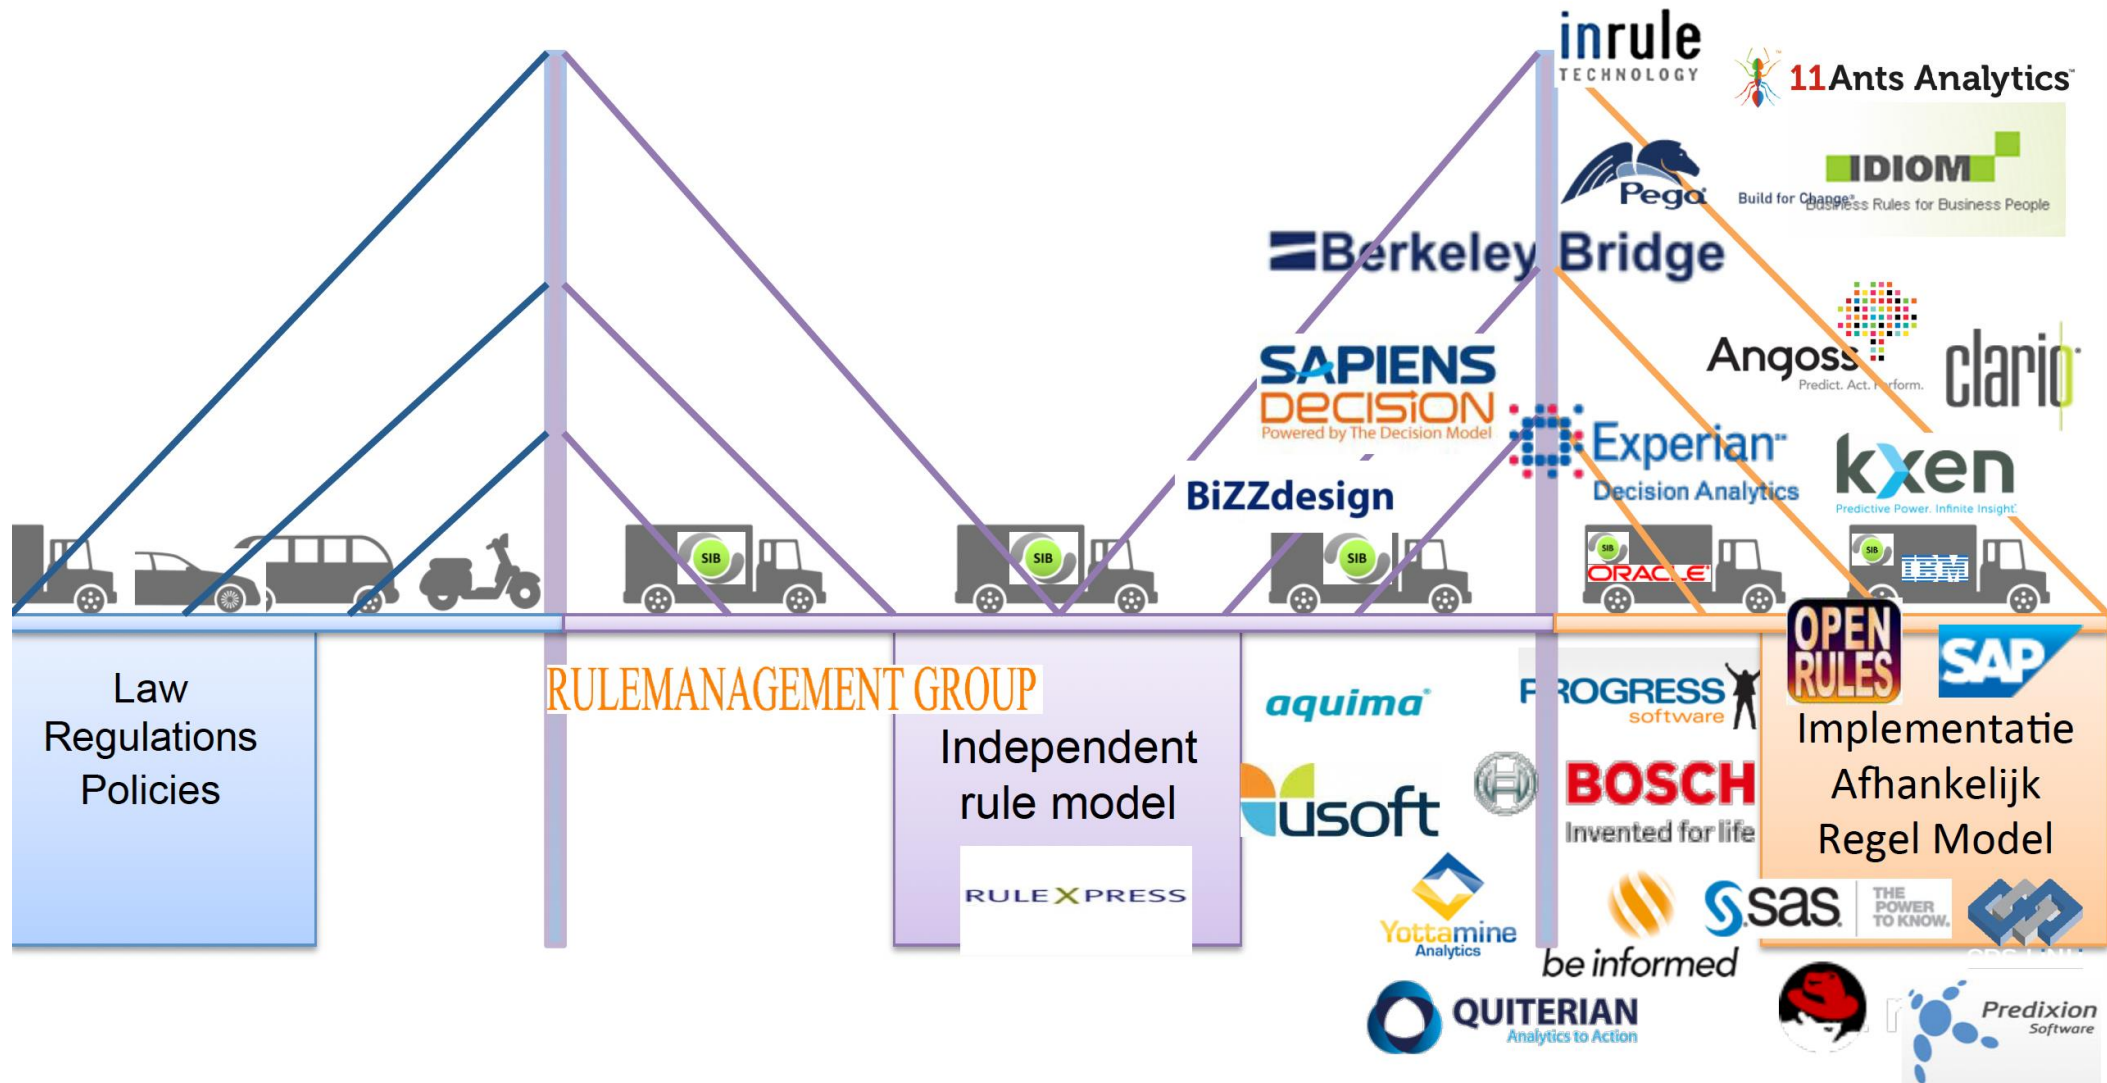 inrule
TECHNOLOGY
11Ants Analytics
Pega
Build for Change
IDIOM
Business Rules for Business People
Berkeley Bridge
Angoss
Predict. Act. Perform.
clario
SAPIENS
DECISION
Powered by The Decision Model
Experian
Decision Analytics
kxen
Predictive Power. Infinite Insight.
BiZZdesign
SIB
SIB
SIB
SIB
ORACLE
SIB
IBM
Law
Regulations
Policies
RULEMANAGEMENT GROUP
Independent
rule model
RULEXPRESS
aquima
PROGRESS
software
OPEN
RULES
SAP
Implementatie
Afhankelijk
Regel Model
usoft
BOSCH
Invented for life
Yottamine
Analytics
be informed
sas
THE
POWER
TO KNOW.
QUITERIAN
Analytics to Action
Predixion
Software